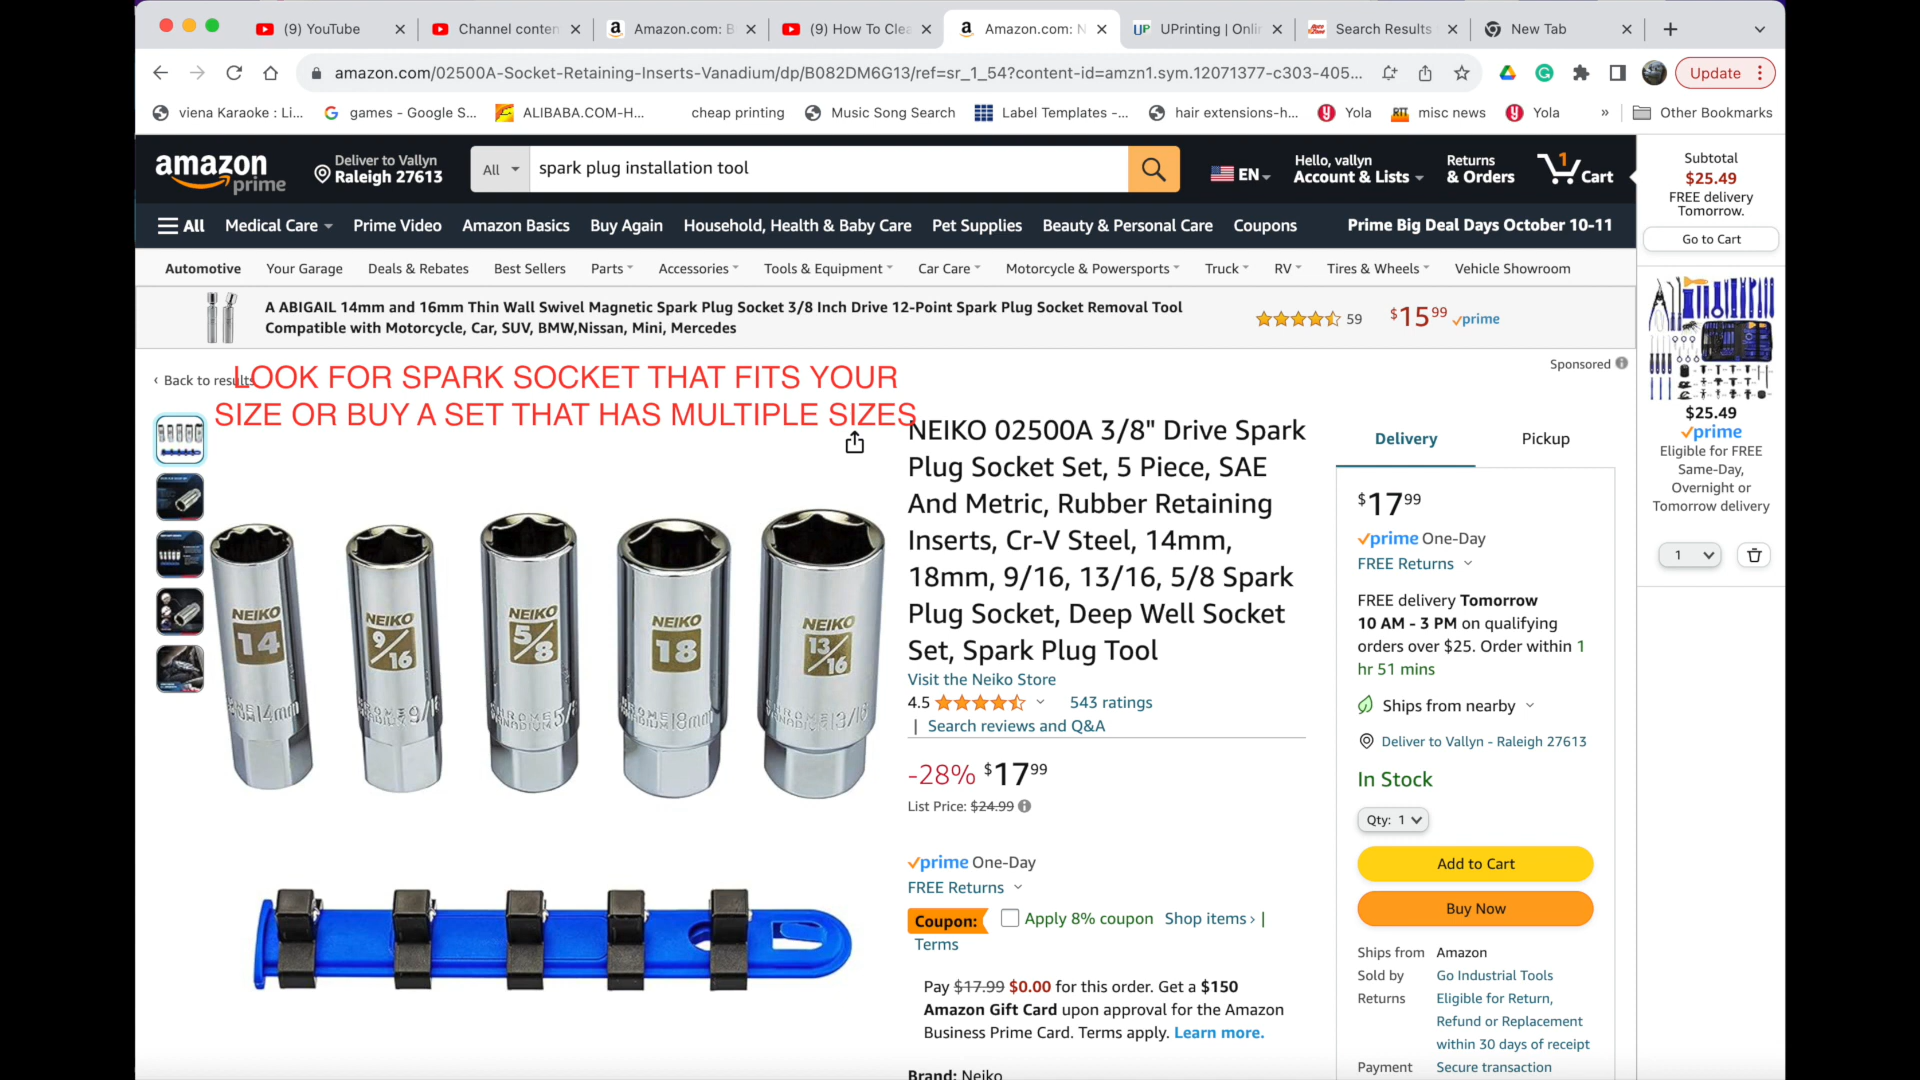 (9) YouTube
Channel conten
Amazon.com: B
(9) How To Clea
Amazon.com: N
UPrinting | Onlin
Search Results
New Tab
amazon.com/02500A-Socket-Retaining-Inserts-Vanadium/dp/B082DM6G13/ref=sr_1_54?content-id=amzn1.sym.12071377-c303-405...
Update
viena Karaoke : Li...
games - Google S...
ALIBABA.COM-H...
cheap printing
Music Song Search
Label Templates -...
hair extensions-h...
Yola
misc news
Yola
»
Other Bookmarks
amazon prime
Deliver to Vallyn
Raleigh 27613
All
spark plug installation tool
EN
Hello, vallyn
Account & Lists
Returns
& Orders
1
Cart
All
Medical Care
Prime Video
Amazon Basics
Buy Again
Household, Health & Baby Care
Pet Supplies
Beauty & Personal Care
Coupons
Prime Big Deal Days October 10-11
Automotive
Your Garage
Deals & Rebates
Best Sellers
Parts
Accessories
Tools & Equipment
Car Care
Motorcycle & Powersports
Truck
RV
Tires & Wheels
Vehicle Showroom
A ABIGAIL 14mm and 16mm Thin Wall Swivel Magnetic Spark Plug Socket 3/8 Inch Drive 12-Point Spark Plug Socket Removal Tool
Compatible with Motorcycle, Car, SUV, BMW,Nissan, Mini, Mercedes
59
$15 99 prime
Sponsored
‹ Back to results
LOOK FOR SPARK SOCKET THAT FITS YOUR
SIZE OR BUY A SET THAT HAS MULTIPLE SIZES
NEIKO
14
14mm
NEIKO
9/16
NEIKO
5/8
NEIKO
18
18mm
NEIKO
13/16
NEIKO 02500A 3/8" Drive Spark
Plug Socket Set, 5 Piece, SAE
And Metric, Rubber Retaining
Inserts, Cr-V Steel, 14mm,
18mm, 9/16, 13/16, 5/8 Spark
Plug Socket, Deep Well Socket
Set, Spark Plug Tool
Visit the Neiko Store
4.5
543 ratings
| Search reviews and Q&A
-28% $17 99
List Price: $24.99
prime One-Day
FREE Returns
Coupon:
Apply 8% coupon
Shop items › |
Terms
Pay $17.99 $0.00 for this order. Get a $150
Amazon Gift Card upon approval for the Amazon
Business Prime Card. Terms apply. Learn more.
Brand: Neiko
Delivery
Pickup
$17 99
prime One-Day
FREE Returns
FREE delivery Tomorrow
10 AM - 3 PM on qualifying
orders over $25. Order within 1
hr 51 mins
Ships from nearby
Deliver to Vallyn - Raleigh 27613
In Stock
Qty: 1
Add to Cart
Buy Now
Ships from Amazon
Sold by Go Industrial Tools
Returns Eligible for Return,
Refund or Replacement
within 30 days of receipt
Payment Secure transaction
Subtotal
$25.49
FREE delivery
Tomorrow.
Go to Cart
$25.49
prime
Eligible for FREE
Same-Day,
Overnight or
Tomorrow delivery
1